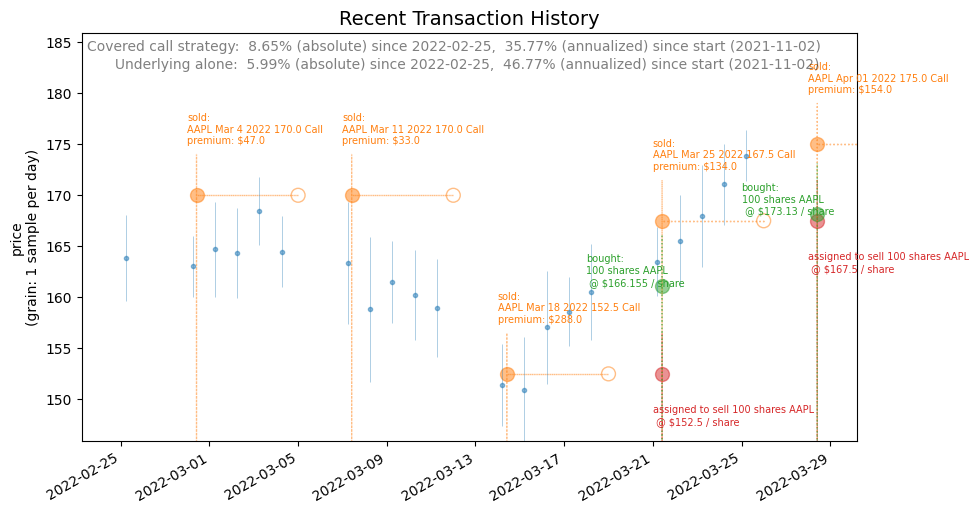 Recent Transaction History
Covered call strategy:  8.65% (absolute) since 2022-02-25,  35.77% (annualized) since start (2021-11-02)
Underlying alone:  5.99% (absolute) since 2022-02-25,  46.77% (annualized) since start (2021-11-02)
price
(grain: 1 sample per day)
185
180
175
170
165
160
155
150
sold:
AAPL Mar 4 2022 170.0 Call
premium: $47.0
sold:
AAPL Mar 11 2022 170.0 Call
premium: $33.0
sold:
AAPL Mar 18 2022 152.5 Call
premium: $288.0
bought:
100 shares AAPL
@ $166.155 / share
assigned to sell 100 shares AAPL
@ $152.5 / share
sold:
AAPL Mar 25 2022 167.5 Call
premium: $134.0
bought:
100 shares AAPL
@ $173.13 / share
assigned to sell 100 shares AAPL
@ $167.5 / share
sold:
AAPL Apr 01 2022 175.0 Call
premium: $154.0
2022-02-25
2022-03-01
2022-03-05
2022-03-09
2022-03-13
2022-03-17
2022-03-21
2022-03-25
2022-03-29